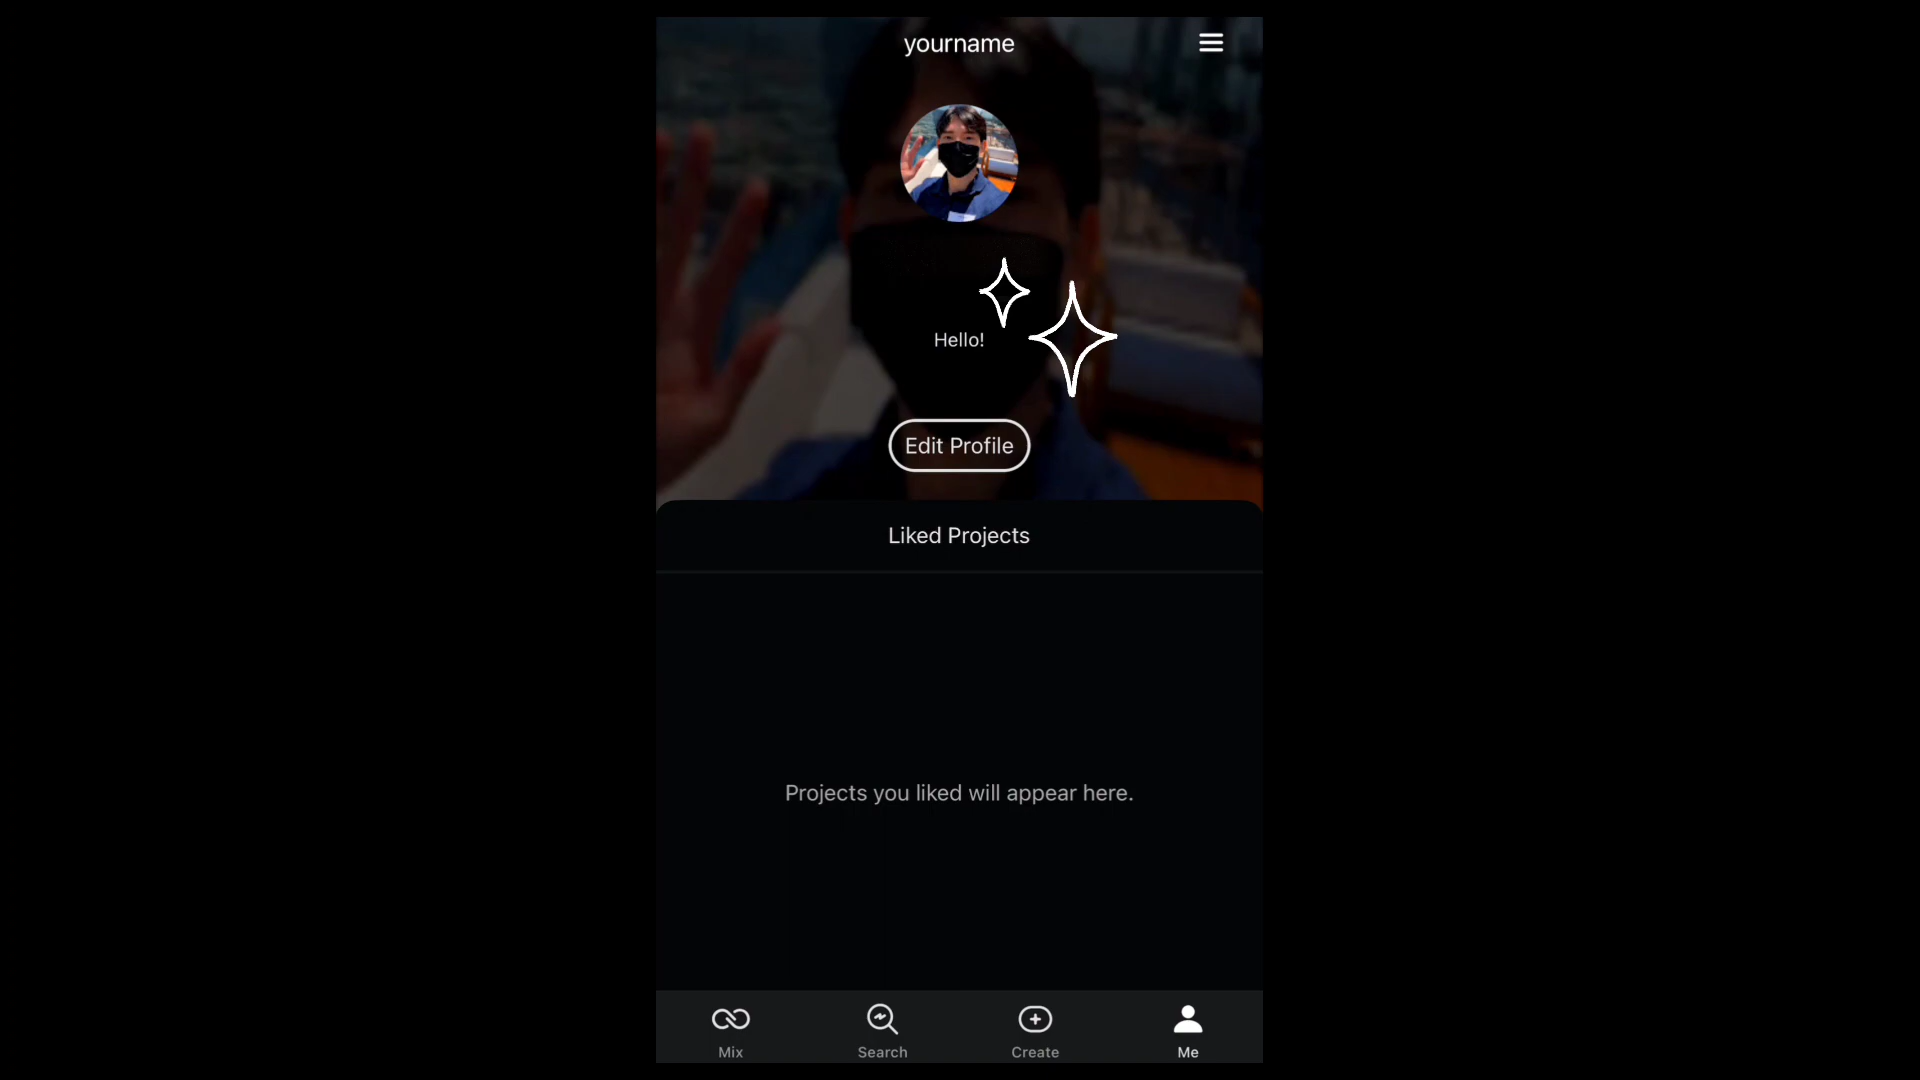 yourname
Hello!
Edit Profile
Liked Projects
Projects you liked will appear here.
Mix
Search
Create
Me